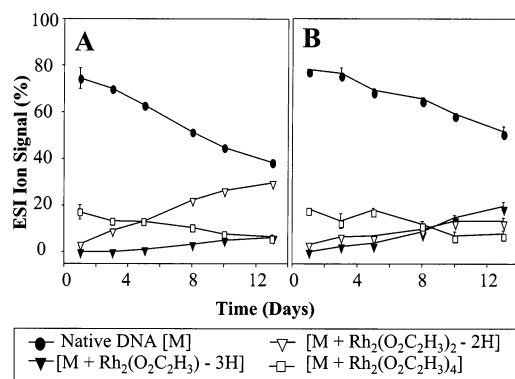 A
B
ESI Ion Signal (%)
100
80
60
40
20
0
0
4
8
12
0
4
8
12
Time (Days)
Native DNA [M]
[M + Rh₂(O₂C₂H₃)₂ - 2H]
[M + Rh₂(O₂C₂H₃) - 3H]
[M + Rh₂(O₂C₂H₃)₄]